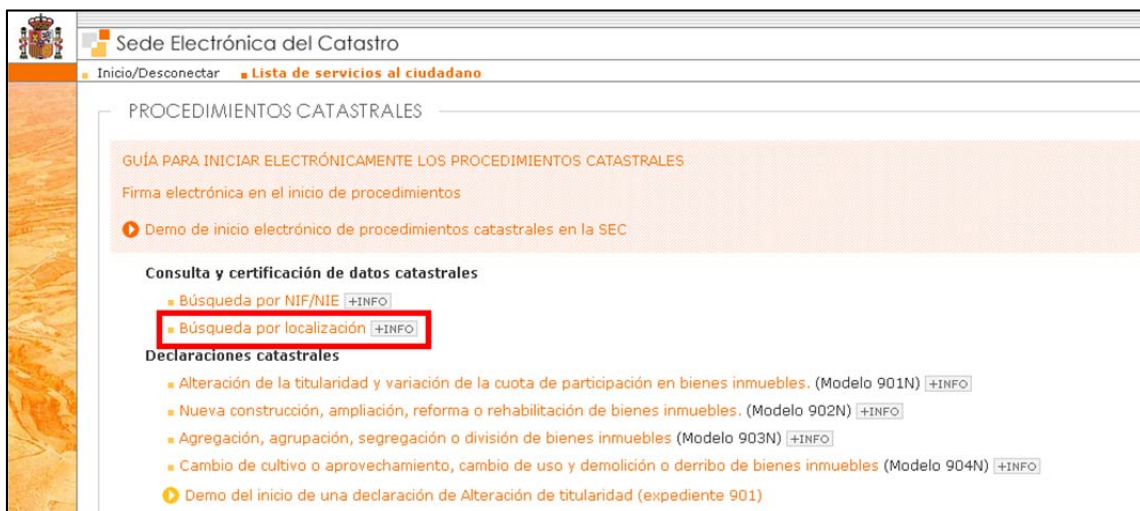 Sede Electrónica del Catastro
Inicio/Desconectar Lista de servicios al ciudadano
PROCEDIMIENTOS CATASTRALES
GUÍA PARA INICIAR ELECTRÓNICAMENTE LOS PROCEDIMIENTOS CATASTRALES
Firma electrónica en el inicio de procedimientos
Demo de inicio electrónico de procedimientos catastrales en la SEC
Consulta y certificación de datos catastrales
Búsqueda por NIF/NIE +INFO
Búsqueda por localización +INFO
Declaraciones catastrales
Alteración de la titularidad y variación de la cuota de participación en bienes inmuebles. (Modelo 901N) +INFO
Nueva construcción, ampliación, reforma o rehabilitación de bienes inmuebles. (Modelo 902N) +INFO
Agregación, agrupación, segregación o división de bienes inmuebles (Modelo 903N) +INFO
Cambio de cultivo o aprovechamiento, cambio de uso y demolición o derribo de bienes inmuebles (Modelo 904N) +INFO
Demo del inicio de una declaración de Alteración de titularidad (expediente 901)